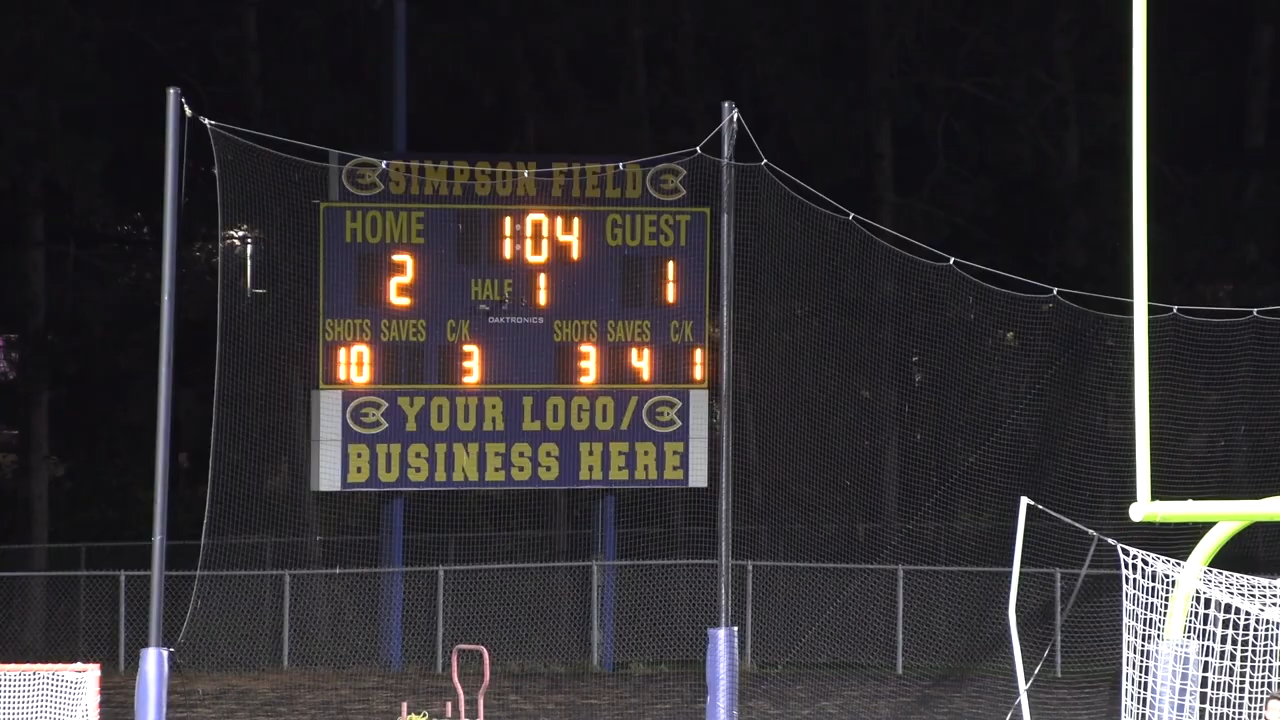 SIMPSON FIELD
HOME 1:04 GUEST
2 HALF 1 1
DAKTRONICS
SHOTS SAVES C/K SHOTS SAVES C/K
10 3 3 4 1
YOUR LOGO/
BUSINESS HERE